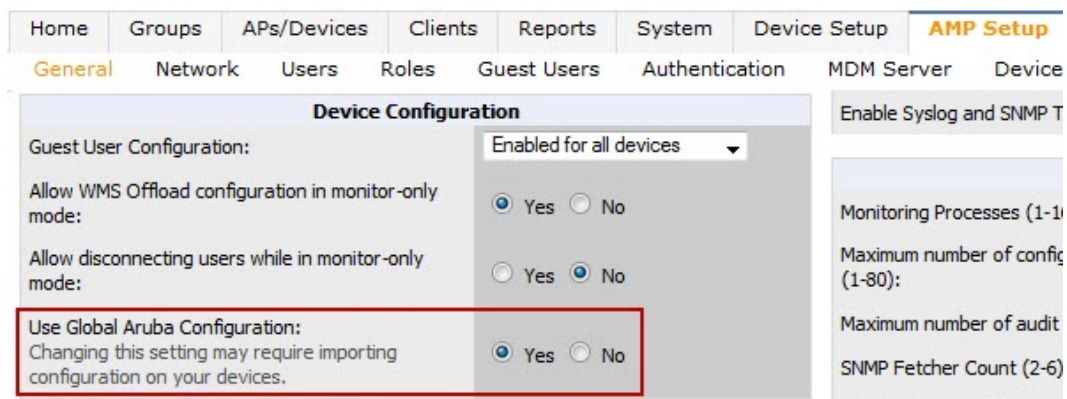 Home Groups APs/Devices Clients Reports System Device Setup AMP Setup
General Network Users Roles Guest Users Authentication MDM Server Device
Device Configuration
Guest User Configuration: Enabled for all devices
Allow WMS Offload configuration in monitor-only
mode:
Yes No
Allow disconnecting users while in monitor-only
mode:
Yes No
Use Global Aruba Configuration:
Changing this setting may require importing
configuration on your devices.
Yes No
Enable Syslog and SNMP T
Monitoring Processes (1-1
Maximum number of config
(1-80):
Maximum number of audit
SNMP Fetcher Count (2-6)